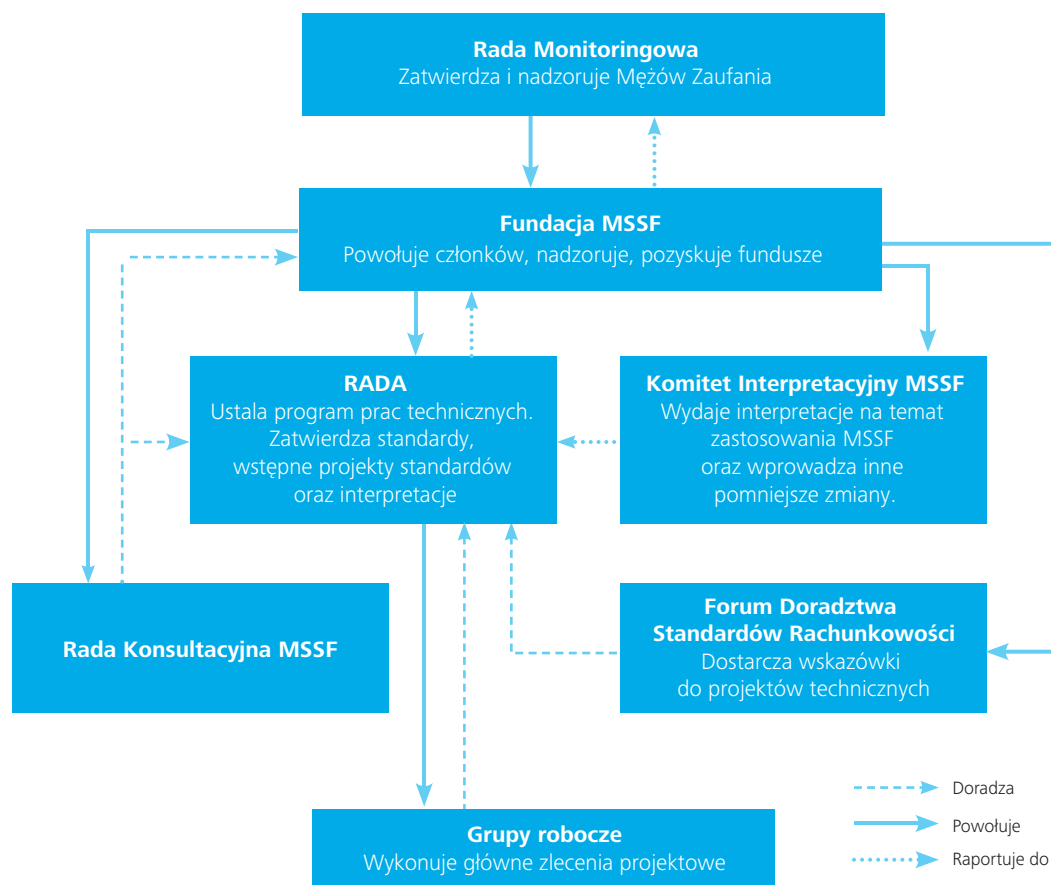 Rada Monitoringowa
Zatwierdza i nadzoruje Mężów Zaufania
Fundacja MSSF
Powołuje członków, nadzoruje, pozyskuje fundusze
RADA
Ustala program prac technicznych.
Zatwierdza standardy,
wstępne projekty standardów
oraz interpretacje
Komitet Interpretacyjny MSSF
Wydaje interpretacje na temat
zastosowania MSSF
oraz wprowadza inne
pomniejsze zmiany.
Rada Konsultacyjna MSSF
Forum Doradztwa
Standardów Rachunkowości
Dostarcza wskazówki
do projektów technicznych
Grupy robocze
Wykonuje główne zlecenia projektowe
Doradza
Powołuje
Raportuje do